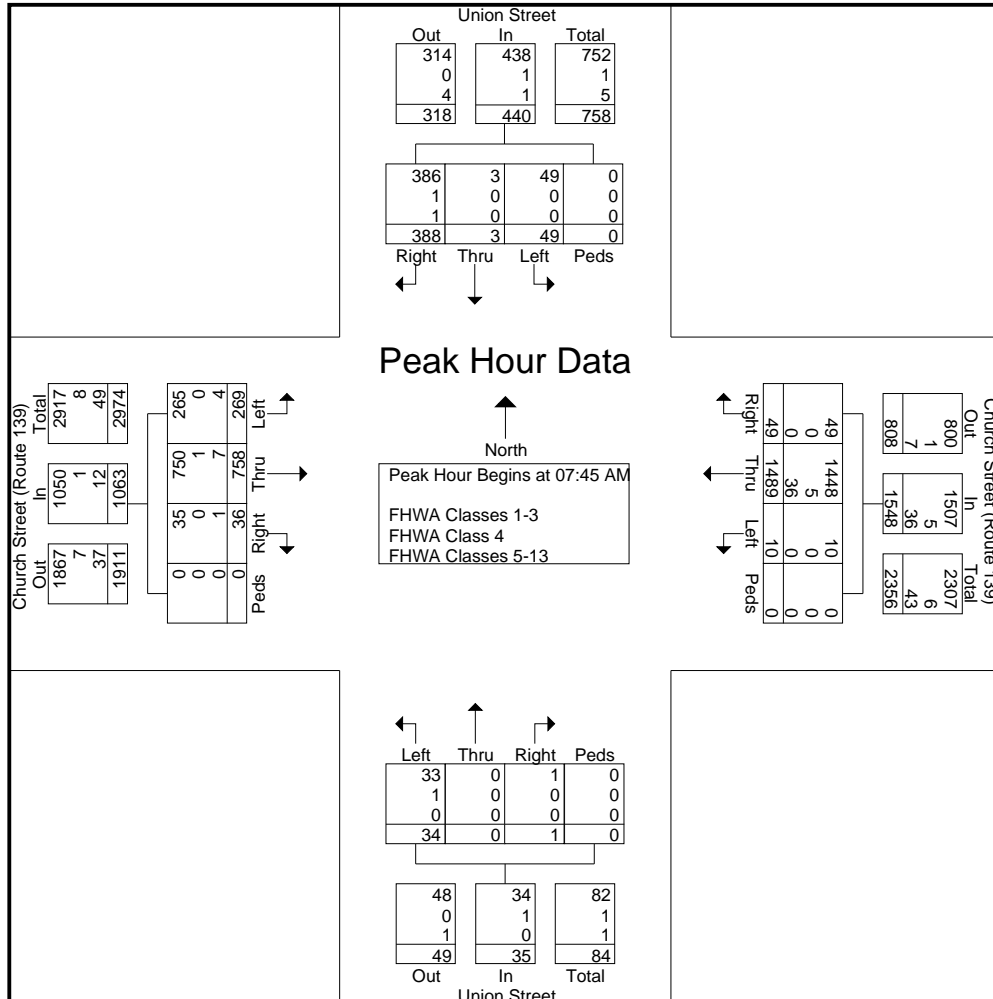 Union Street
Out In Total
314 438 752
0 1 1
4 1 5
318 440 758
386 3 49 0
1 0 0 0
1 0 0 0
388 3 49 0
Right Thru Left Peds
Peak Hour Data
North
Peak Hour Begins at 07:45 AM
FHWA Classes 1-3
FHWA Class 4
FHWA Classes 5-13
Church Street (Route 139)
Out In Total
1867 1050 2917
7 1 8
37 12 49
1911 1063 2974
265 0 4 269 Left
750 1 7 758 Thru
35 0 1 36 Right
0 0 0 0 Peds
Church Street (Route 139)
Out In Total
800 1507 2307
1 5 6
7 36 43
808 1548 2356
49 1448 10 0
0 5 0 0
0 36 0 0
49 1489 10 0
Right Thru Left Peds
Left Thru Right Peds
33 0 1 0
1 0 0 0
0 0 0 0
34 0 1 0
48 34 82
0 1 1
1 0 1
49 35 84
Out In Total
Union Street